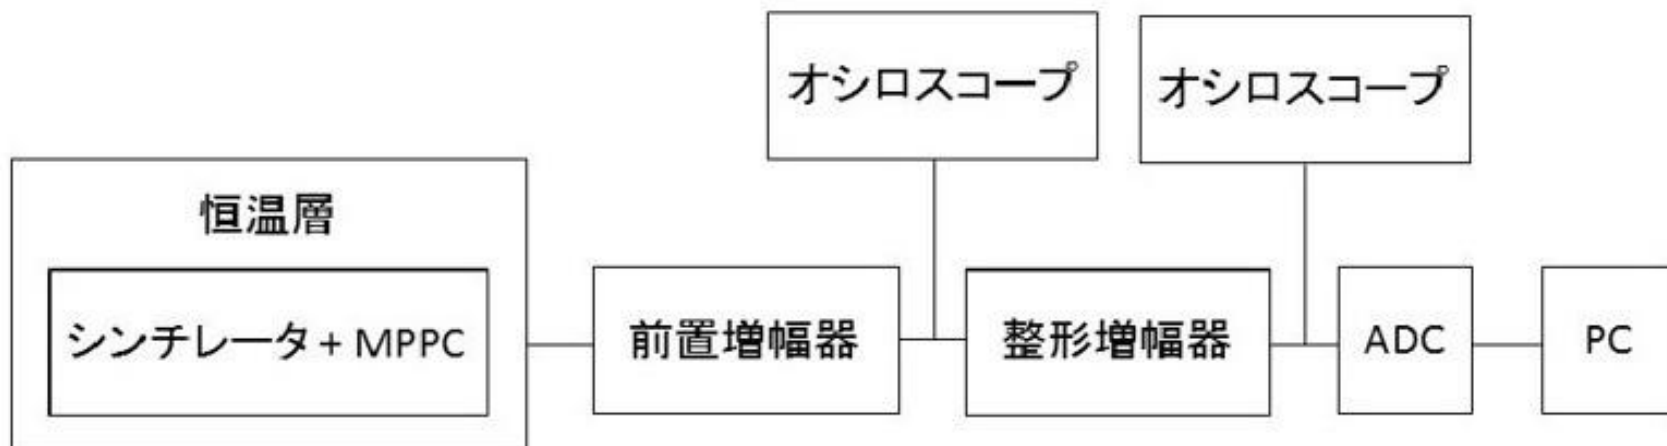 オシロスコープ
オシロスコープ
恒温層
シンチレータ+ MPPC
前置増幅器
整形増幅器
ADC
PC